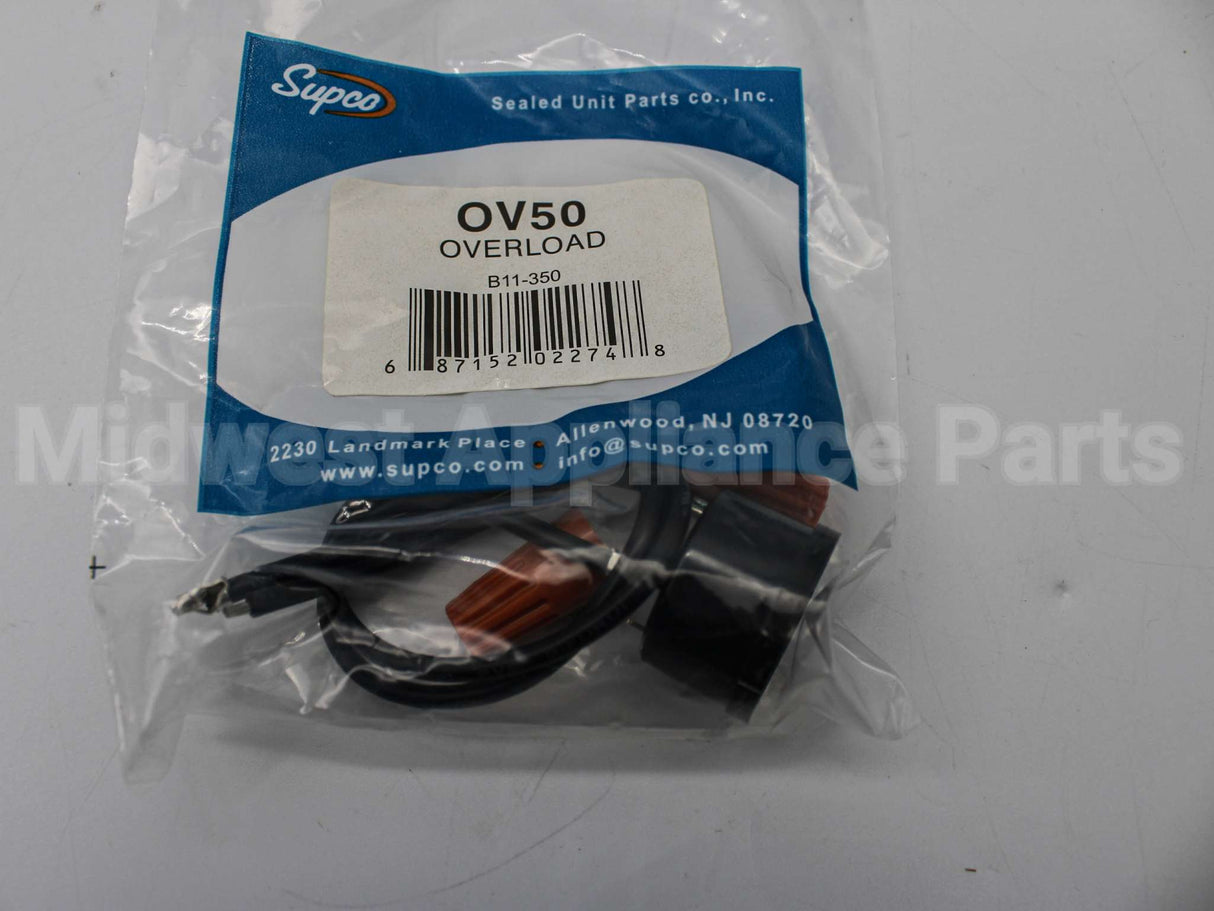 Supco
Sealed Unit Parts co., Inc.
OV50
OVERLOAD
B11-350
6 87152 02274 8
Midwest Appliance Parts
2230 Landmark Place • Allenwood, NJ 08720
www.supco.com • info@supco.com